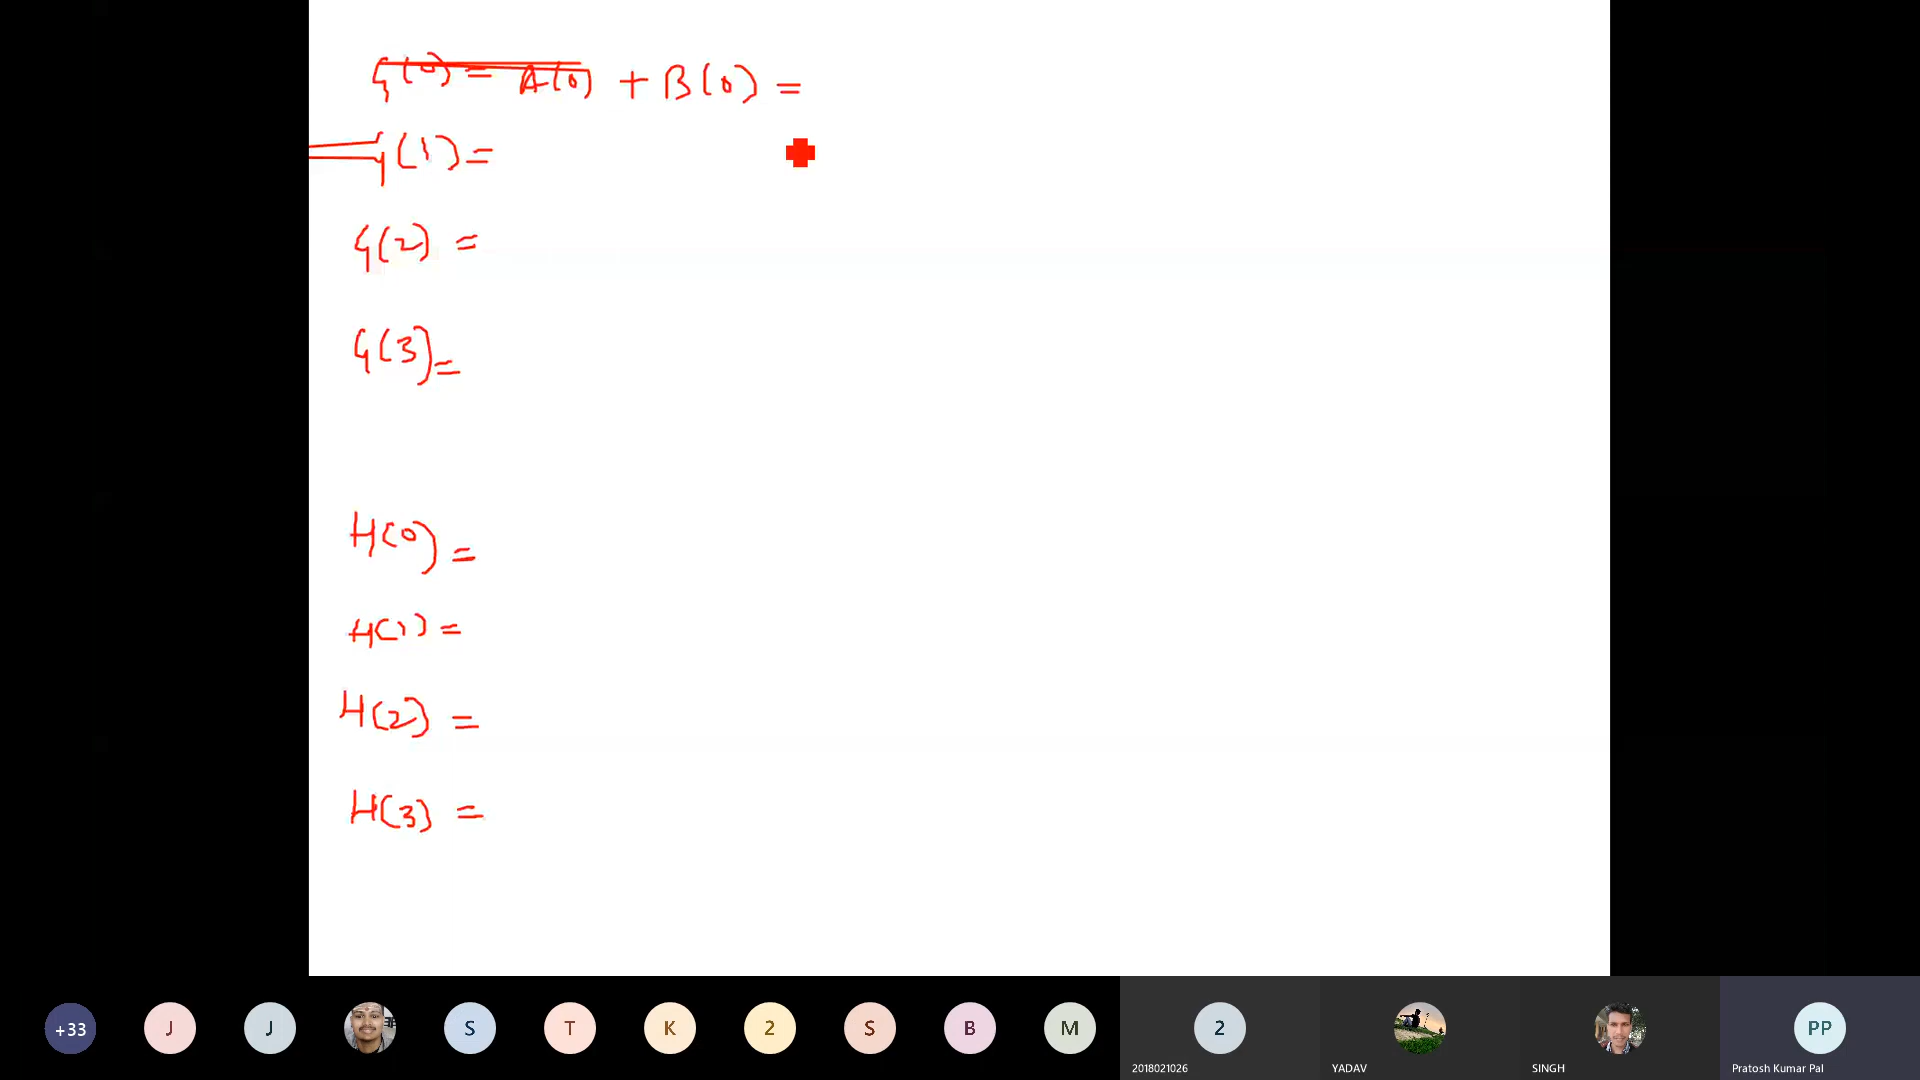 G(0) = A(0) + B(0) =
G(1) =
G(2) =
G(3) =
H(0) =
H(1) =
H(2) =
H(3) =
+33 J J S T K 2 S B M 2 PP
2018021026 YADAV SINGH Pratosh Kumar Pal